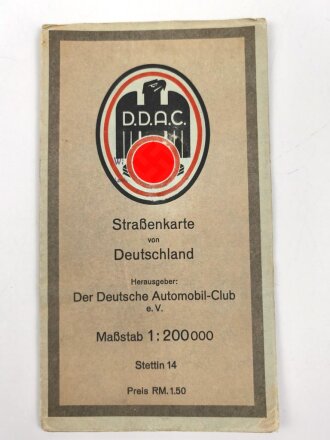 D.D.A.C.
Straßenkarte
von
Deutschland
Herausgeber:
Der Deutsche Automobil-Club
e. V.
Maßstab 1:200000
Stettin 14
Preis RM. 1.50